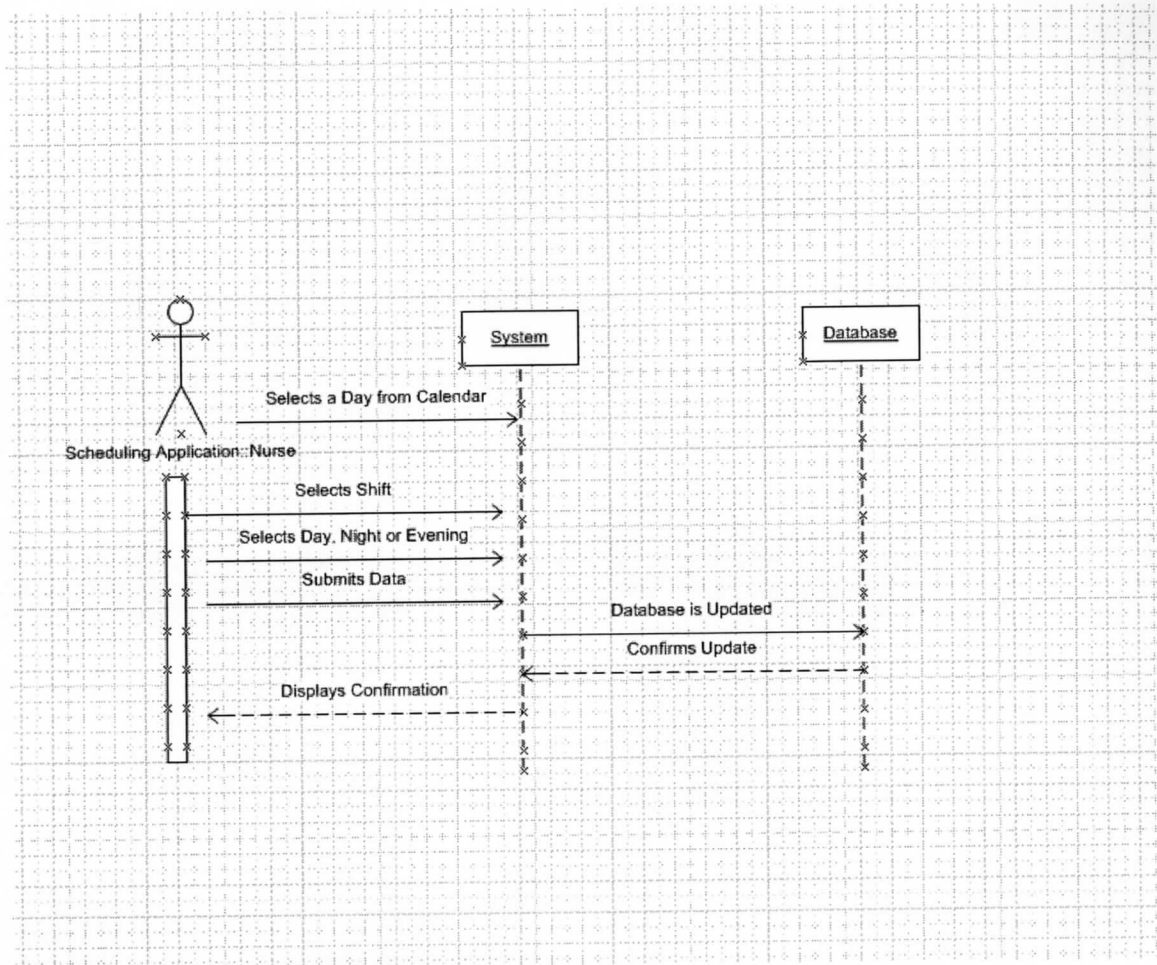 System
Database
Selects a Day from Calendar
Scheduling Application::Nurse
Selects Shift
Selects Day, Night or Evening
Submits Data
Database is Updated
Confirms Update
Displays Confirmation